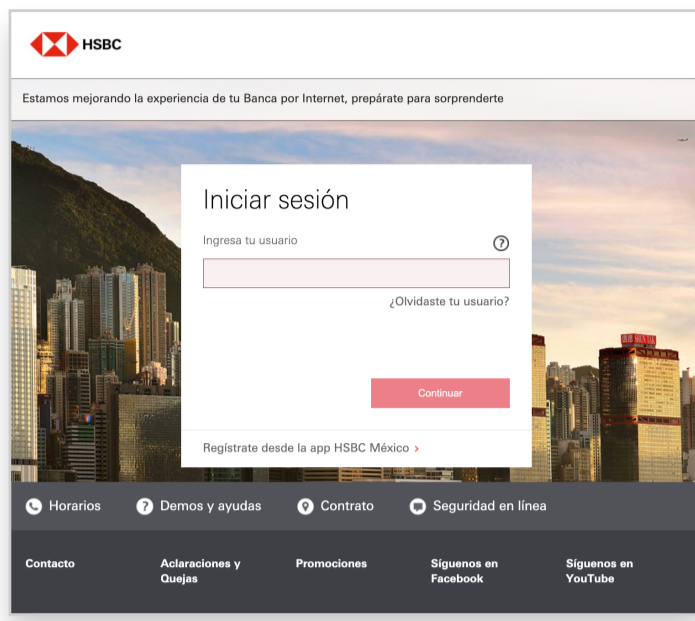 HSBC
Estamos mejorando la experiencia de tu Banca por Internet, prepárate para sorprenderte
Iniciar sesión
Ingresa tu usuario
?
¿Olvidaste tu usuario?
Continuar
Regístrate desde la app HSBC México >
Horarios
? Demos y ayudas
Contrato
Seguridad en línea
Contacto
Aclaraciones y
Quejas
Promociones
Síguenos en
Facebook
Síguenos en
YouTube